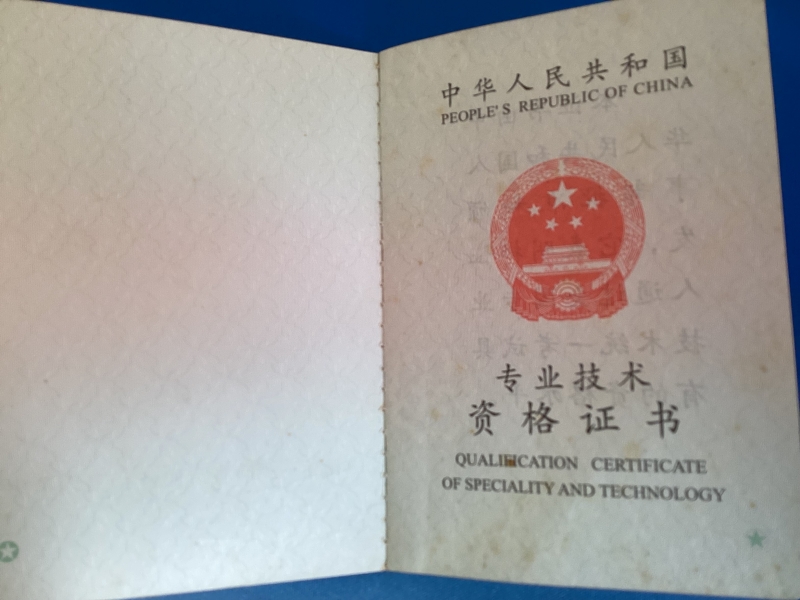 中华人民共和国
PEOPLE'S REPUBLIC OF CHINA
专业技术
资格证书
QUALIFICATION CERTIFICATE
OF SPECIALITY AND TECHNOLOGY